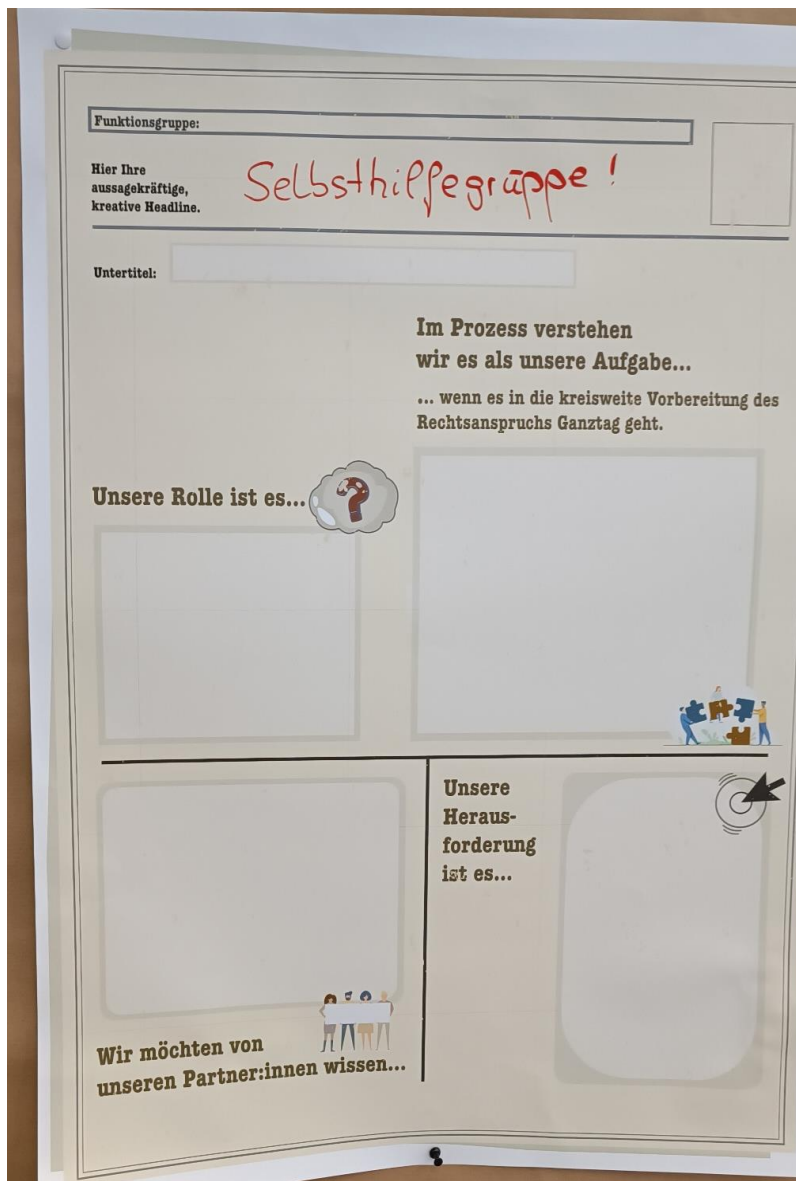 Funktionsgruppe:
Hier Ihre
aussagekräftige,
kreative Headline.
Selbsthilfegruppe!
Untertitel:
Im Prozess verstehen
wir es als unsere Aufgabe...
... wenn es in die kreisweite Vorbereitung des
Rechtsanspruchs Ganztag geht.
Unsere Rolle ist es...
?
Unsere
Heraus-
forderung
ist es...
Wir möchten von
unseren Partner:innen wissen...